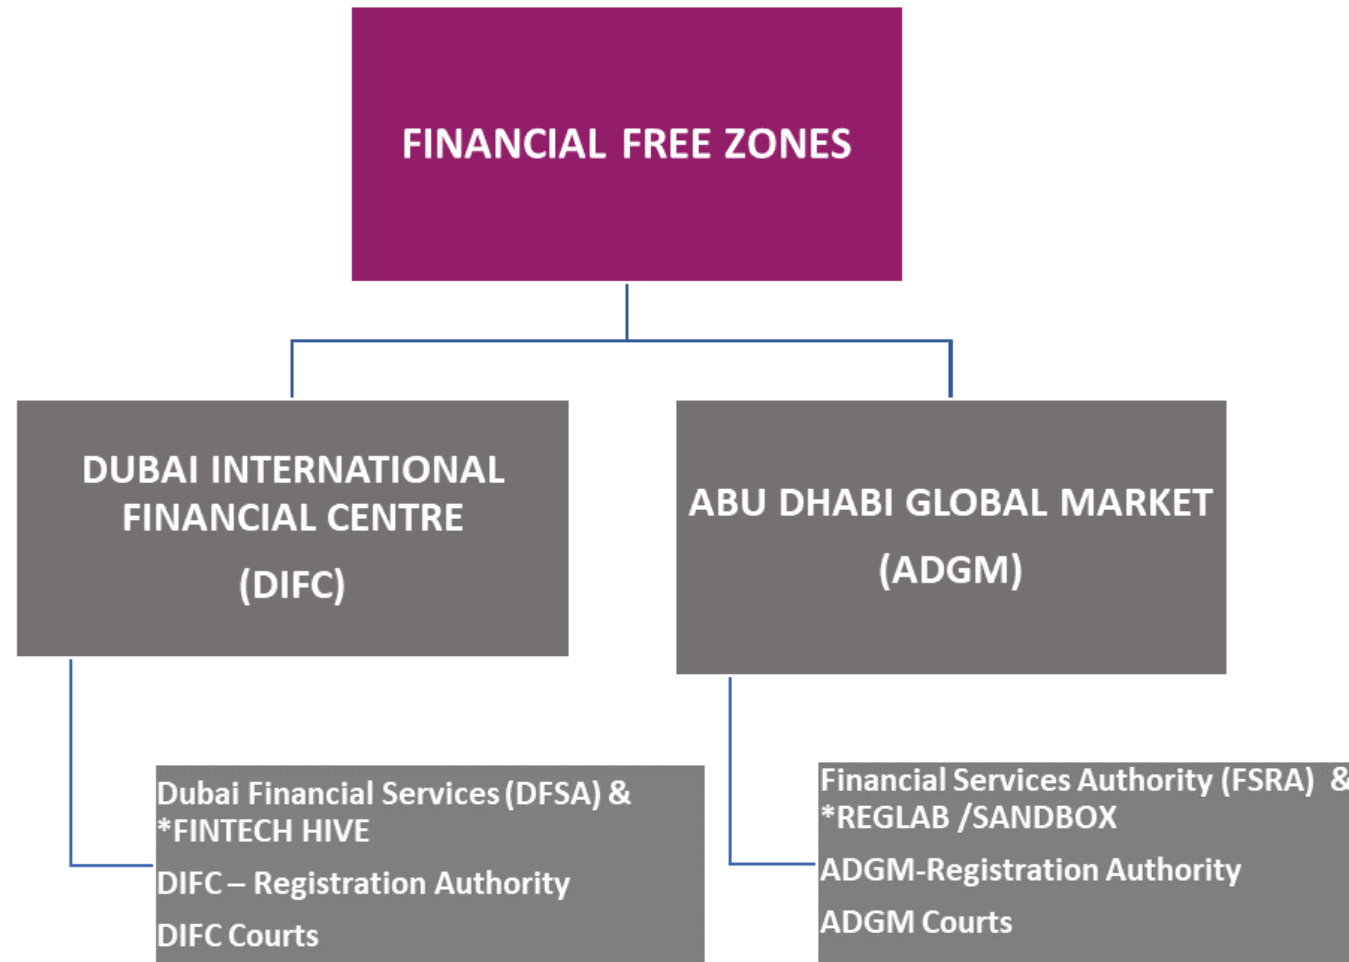 FINANCIAL FREE ZONES
DUBAI INTERNATIONAL
FINANCIAL CENTRE
(DIFC)
ABU DHABI GLOBAL MARKET
(ADGM)
Dubai Financial Services (DFSA) &
*FINTECH HIVE
DIFC – Registration Authority
DIFC Courts
Financial Services Authority (FSRA) &
*REGLAB /SANDBOX
ADGM-Registration Authority
ADGM Courts